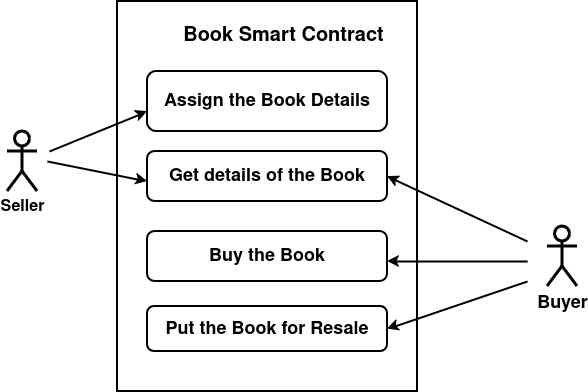 Book Smart Contract
Assign the Book Details
Get details of the Book
Seller
Buy the Book
Buyer
Put the Book for Resale